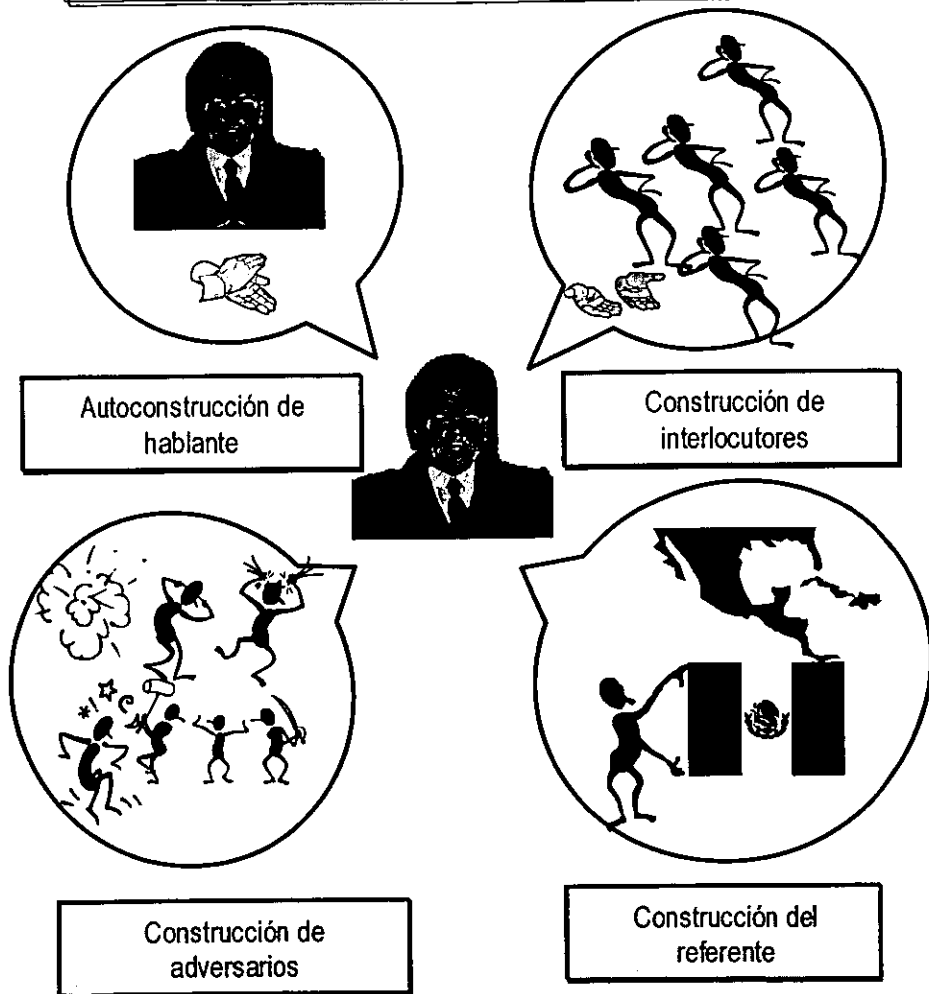 Autoconstrucción de
hablante
Construcción de
interlocutores
Construcción de
adversarios
Construcción del
referente